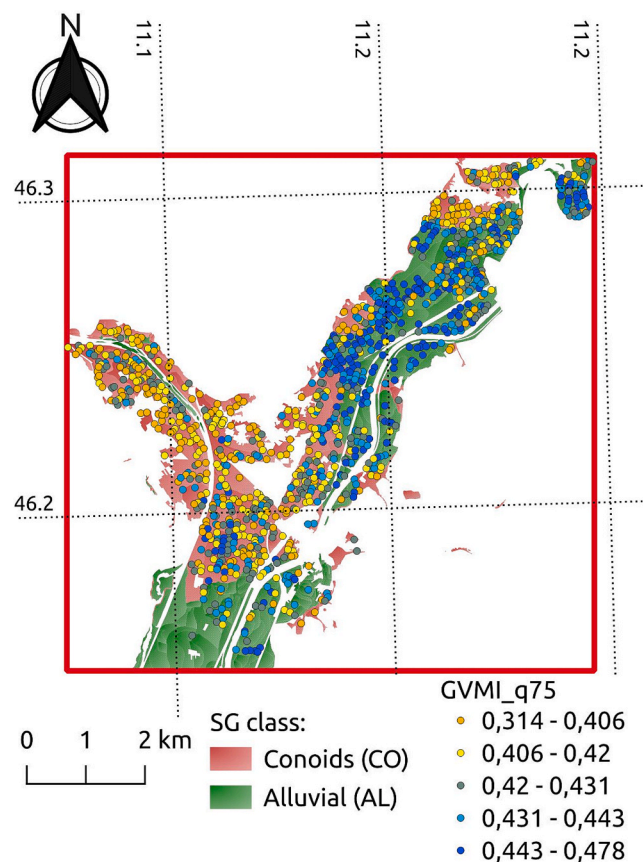 N
11.1
11.2
11.2
46.3
46.2
GVMI_q75
0,314 - 0,406
0,406 - 0,42
0,42 - 0,431
0,431 - 0,443
0,443 - 0,478
SG class:
Conoids (CO)
Alluvial (AL)
0 1 2 km